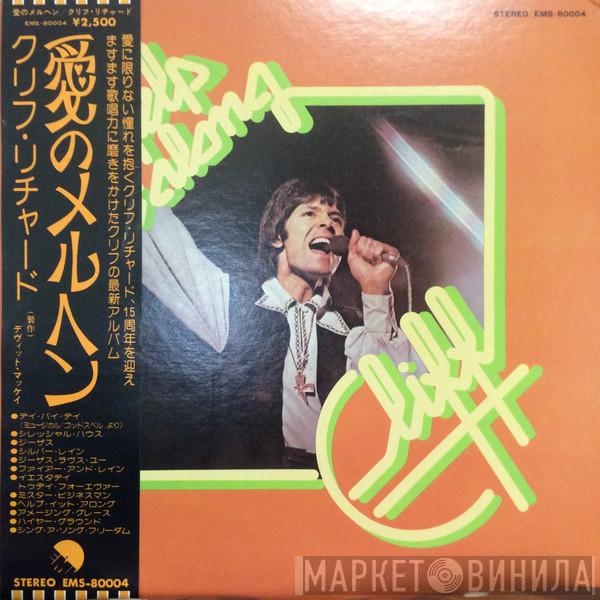 愛のメルヘン/クリフ・リチャード
EMS-80004 ¥2,500
愛のメルヘン
クリフ・リチャード
(製作)
デヴィット・マッケイ
愛に限りない憧れを抱くクリフ・リチャード、15周年を迎え
ますます歌唱力に磨きをかけたクリフの最新アルバム
●デイ・バイ・デイ
(ミュージカル“ゴッドスペル”より)
●シレッシャル・ハウス
●ジーザス
●シルバー・レイン
●ジーザス・ラヴス・ユー
●ファイアー・アンド・レイン
●イエスタデイ
トゥデイ・フォーエヴァー
●ミスター・ビジネスマン
●ヘルプ・イット・アロング
●アメージング・グレース
●ハイヤー・グラウンド
●シング・ア・ソング・フリーダム
EMI
STEREO EMS-80004
STEREO EMS-80004
elp
along
Cliff
МАРКЕТ ВИНИЛА